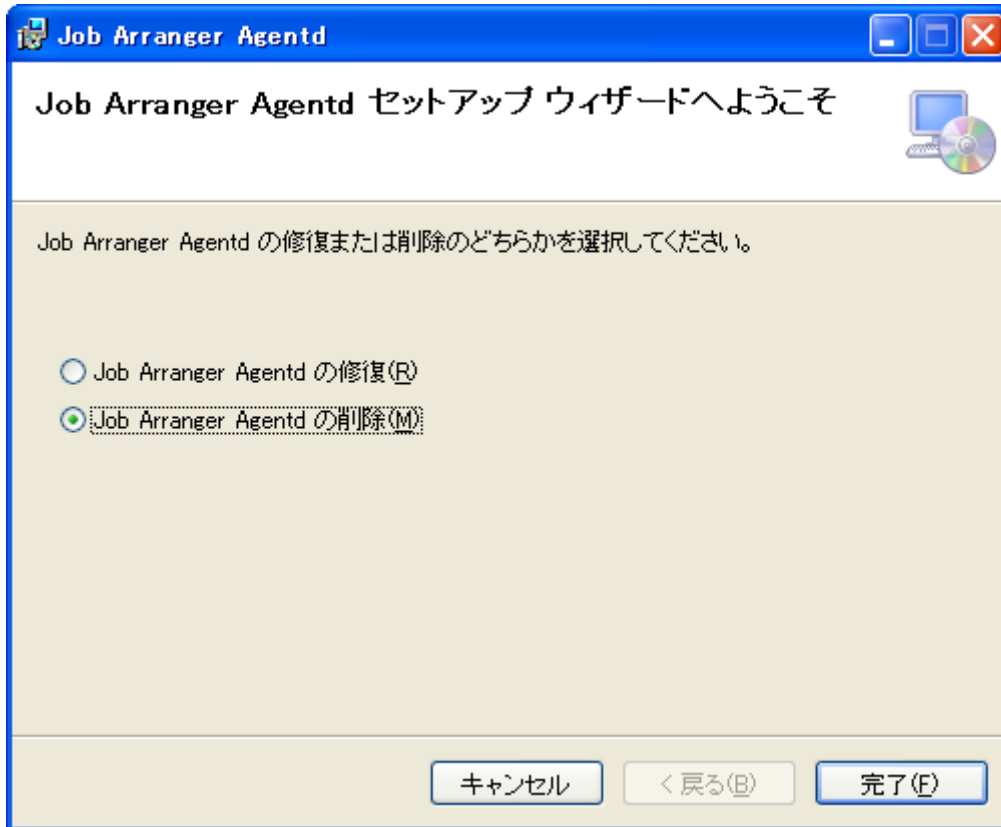 Job Arranger Agentd
Job Arranger Agentd セットアップ ウィザードへようこそ
Job Arranger Agentd の修復または削除のどちらかを選択してください。
Job Arranger Agentd の修復(R)
Job Arranger Agentd の削除(M)
キャンセル
< 戻る(B)
完了(F)